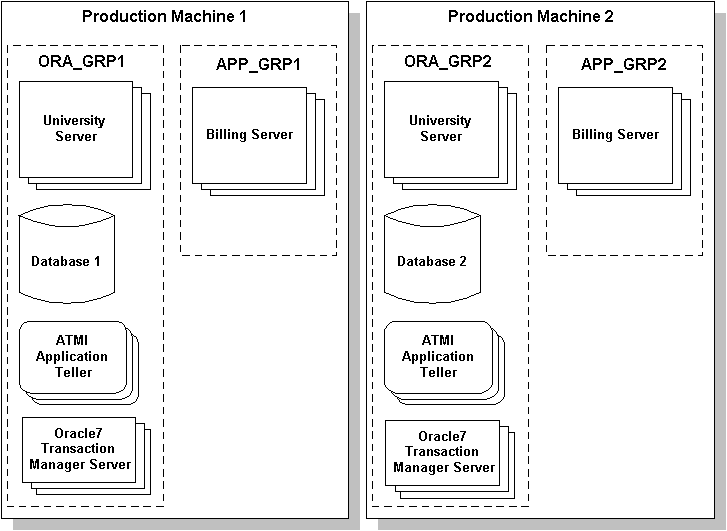 Production Machine 1
ORA_GRP1
APP_GRP1
University
Server
Billing Server
Database 1
ATMI
Application
Teller
Oracle7
Transaction
Manager Server
Production Machine 2
ORA_GRP2
APP_GRP2
University
Server
Billing Server
Database 2
ATMI
Application
Teller
Oracle7
Transaction
Manager Server